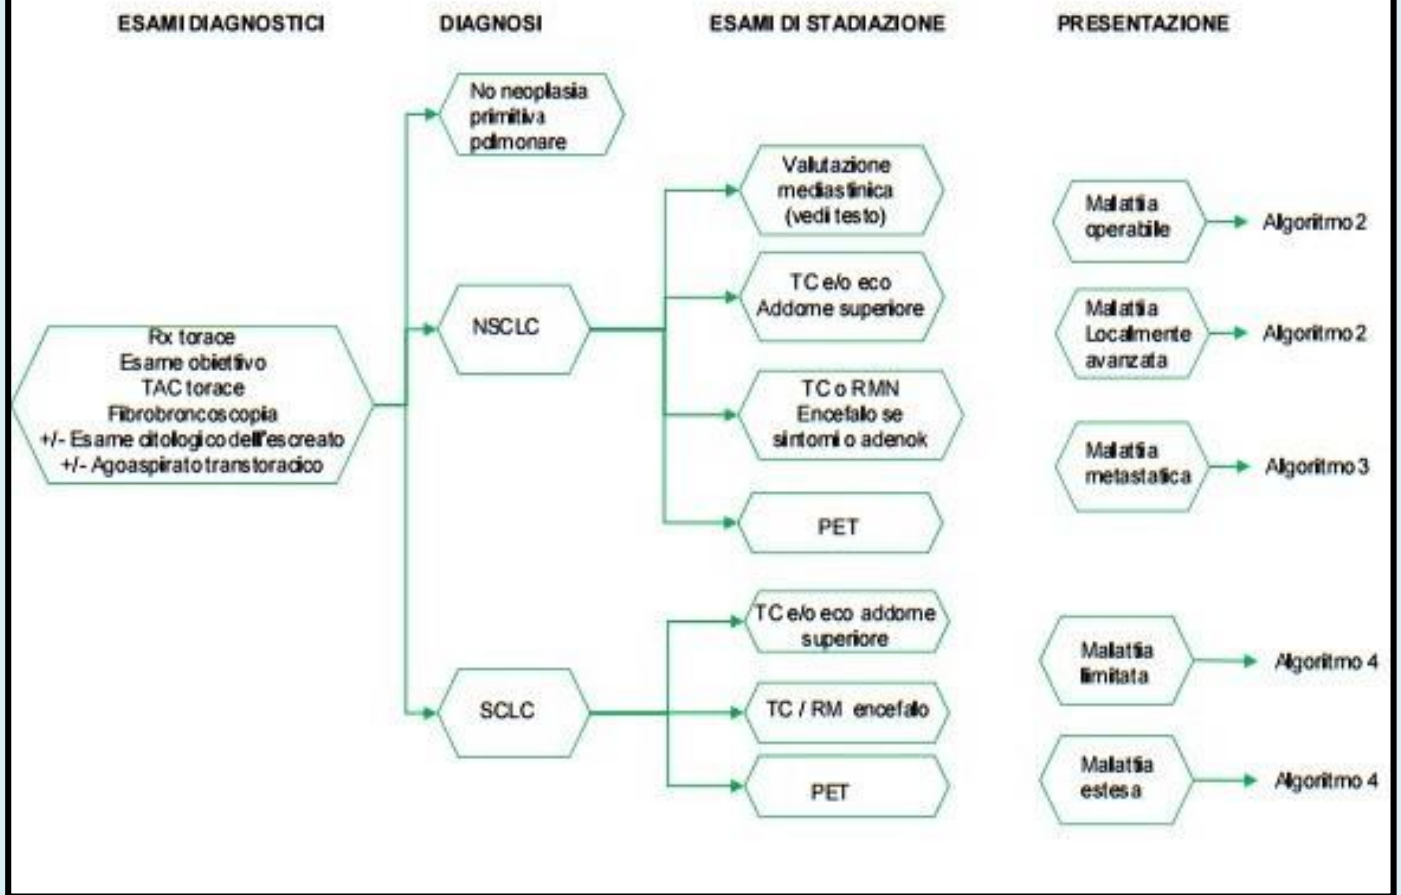 ESAMI DIAGNOSTICI DIAGNOSI ESAMI DI STADIAZIONE PRESENTAZIONE
No neoplasia
primitiva
polmonare
Valutazione
mediastinica
(vedi testo)
Malattia
operabile
Algoritmo 2
TC e/o eco
Addome superiore
NSCLC
Malattia
Localmente
avanzata
Algoritmo 2
Rx torace
Esame obiettivo
TAC torace
Fibrobroncoscopia
+/- Esame citologico dell'escreato
+/- Agoaspirato transtoracico
TC o RMN
Encefalo se
sintomi o adenok
Malattia
metastatica
Algoritmo 3
PET
TC e/o eco addome
superiore
Malattia
limitata
Algoritmo 4
SCLC
TC / RM encefalo
PET
Malattia
estesa
Algoritmo 4